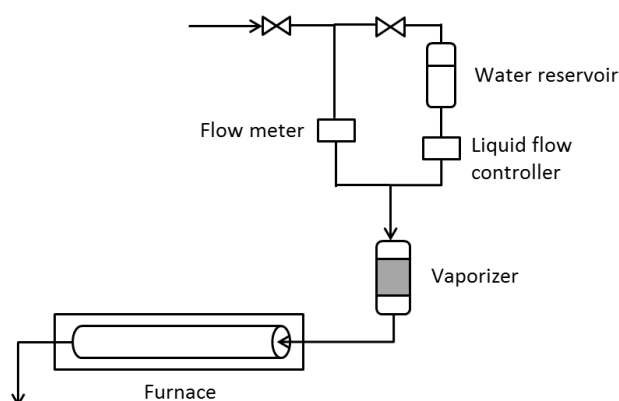 Water reservoir
Flow meter
Liquid flow
controller
Vaporizer
Furnace